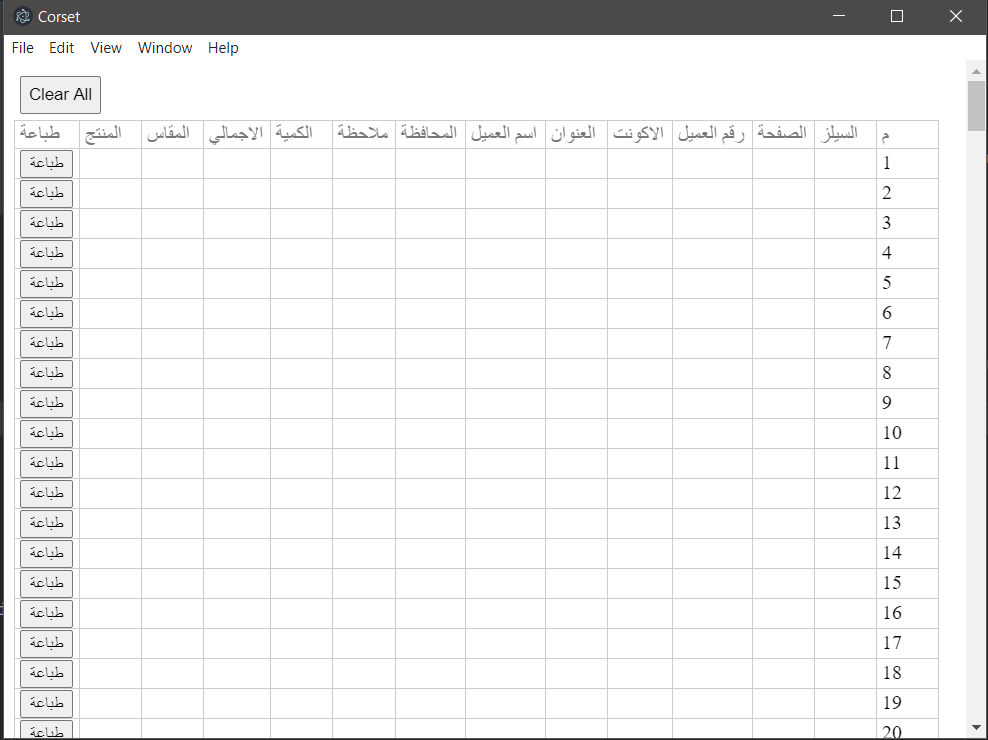 Corset
File Edit View Window Help
Clear All
م السيلز الصفحة رقم العميل الاكونت العنوان اسم العميل المحافظة ملاحظة الكمية الاجمالي المقاس المنتج طباعة
1 طباعة
2 طباعة
3 طباعة
4 طباعة
5 طباعة
6 طباعة
7 طباعة
8 طباعة
9 طباعة
10 طباعة
11 طباعة
12 طباعة
13 طباعة
14 طباعة
15 طباعة
16 طباعة
17 طباعة
18 طباعة
19 طباعة
20 طباعة